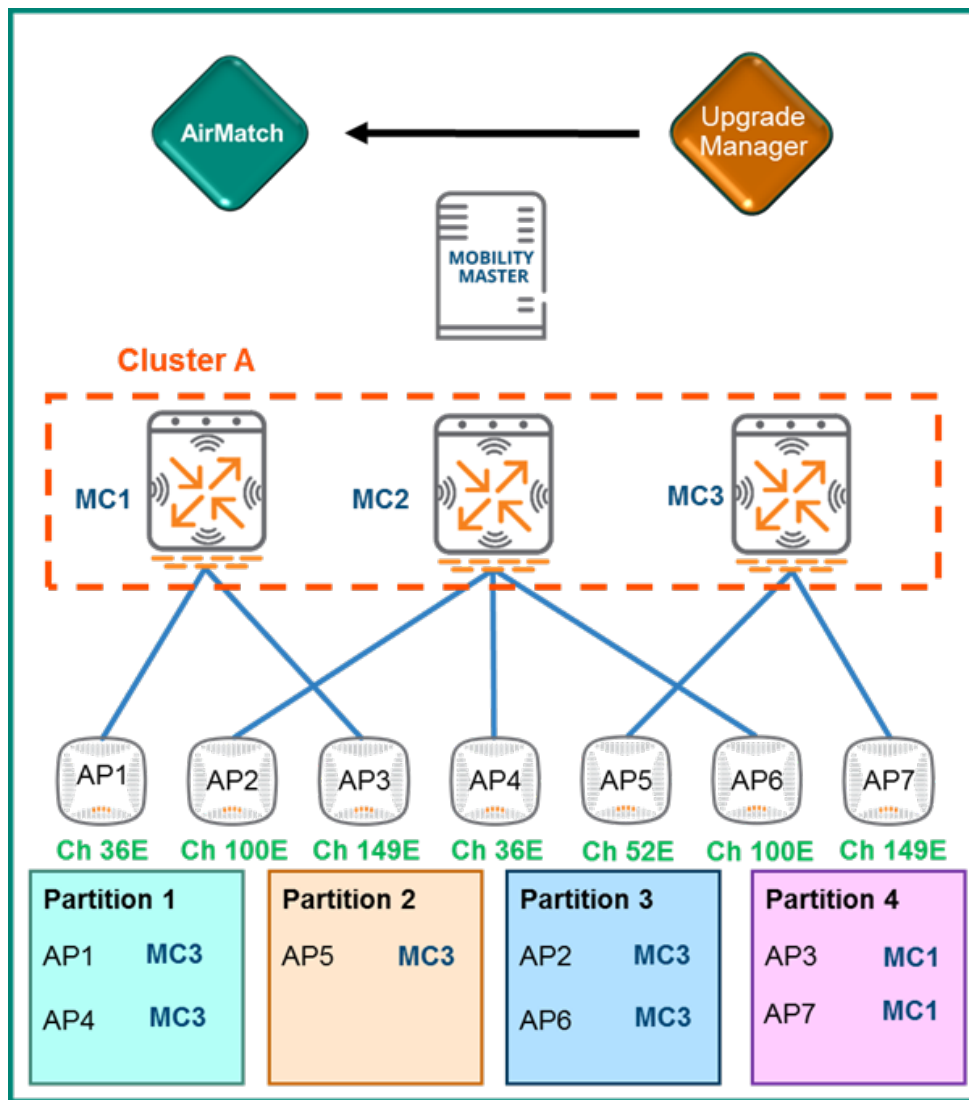 AirMatch
Upgrade
Manager
MOBILITY
MASTER
Cluster A
MC1
MC2
MC3
AP1
AP2
AP3
AP4
AP5
AP6
AP7
Ch 36E
Ch 100E
Ch 149E
Ch 36E
Ch 52E
Ch 100E
Ch 149E
Partition 1
AP1 MC3
AP4 MC3
Partition 2
AP5 MC3
Partition 3
AP2 MC3
AP6 MC3
Partition 4
AP3 MC1
AP7 MC1